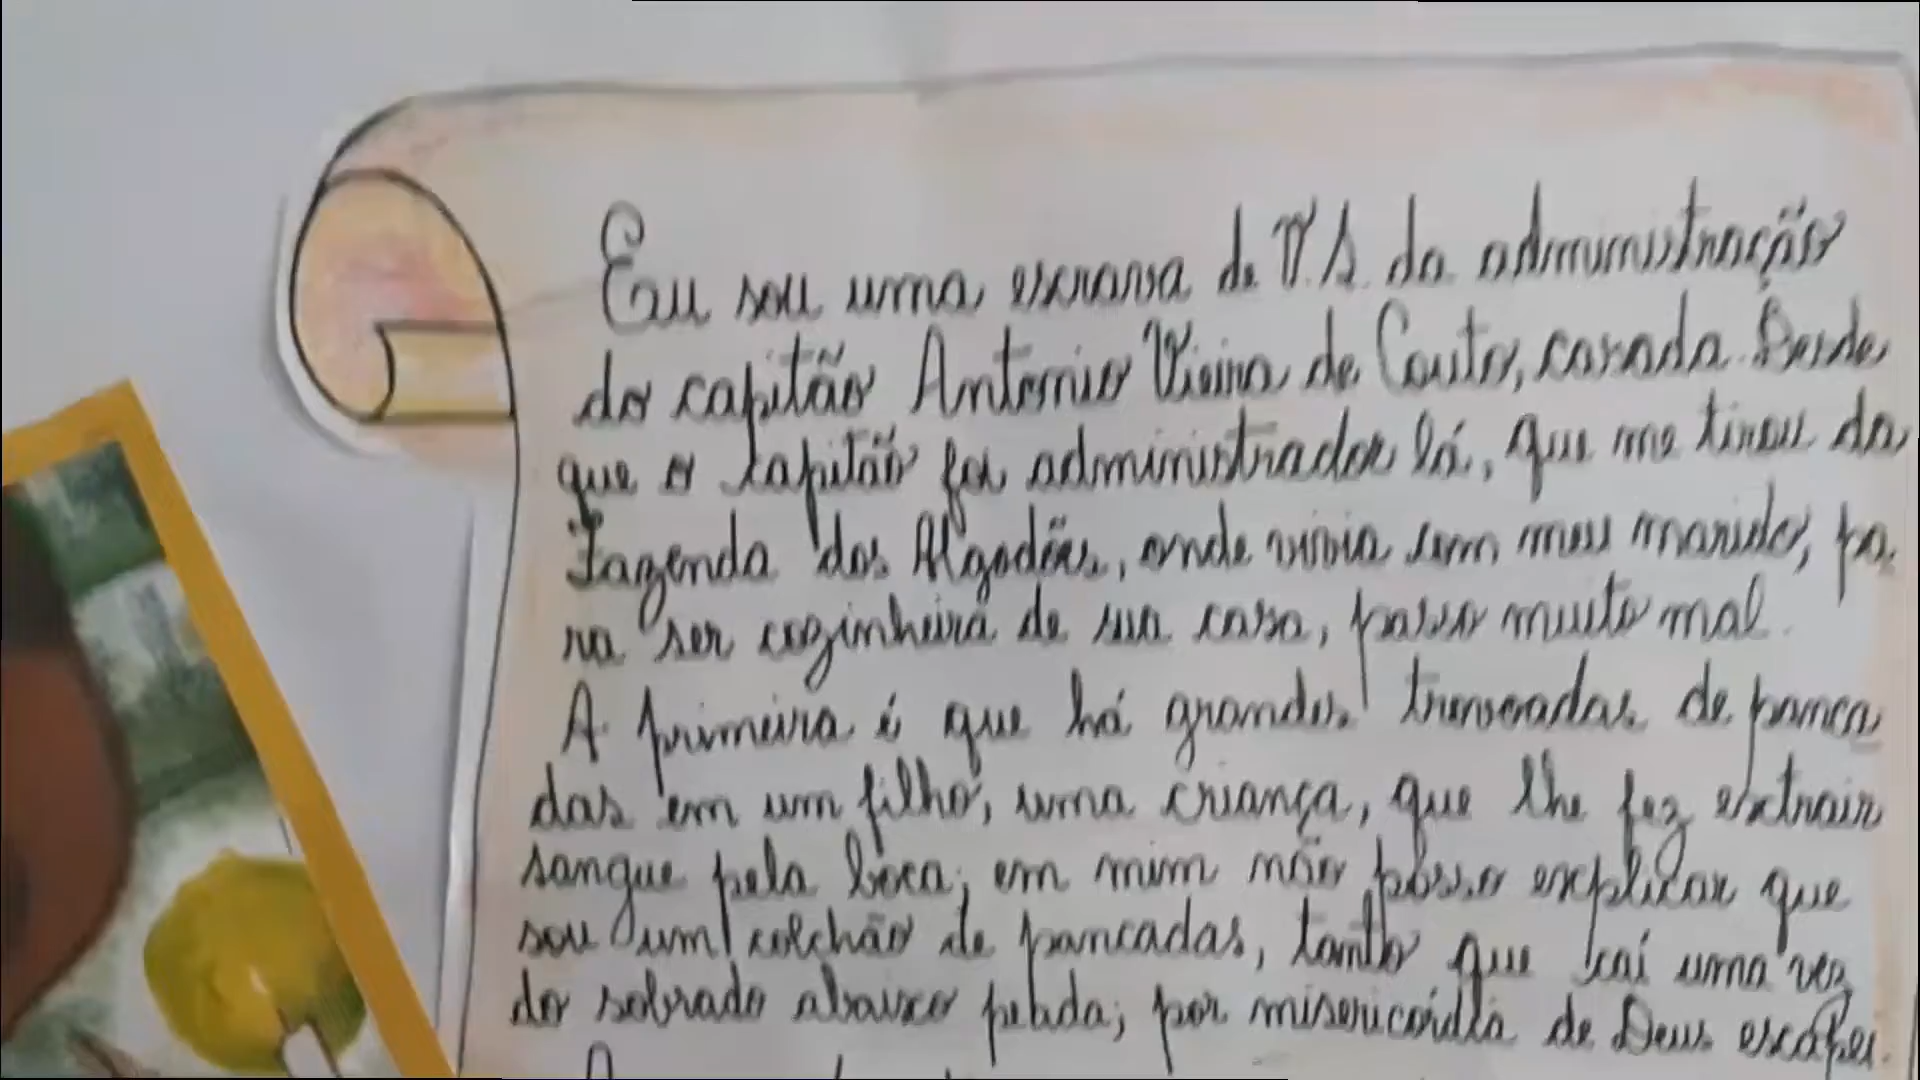 Eu sou uma escrava de V.S. da administração
do capitão Antonio Vieira de Couto, casada. Desde
que o capitão foi administrador lá, que me tirou da
Fazenda dos Algodões, onde vivia com meu marido, pa
ra ser cozinheira de sua casa, passo muito mal.
A primeira é que há grandes trovoadas de panca
das em um filho, uma criança, que lhe fez extrair
sangue pela boca; em mim não posso explicar que
sou um colchão de pancadas, tanto que caí uma vez
do sobrado abaixo peiada; por misericórdia de Deus escapei.